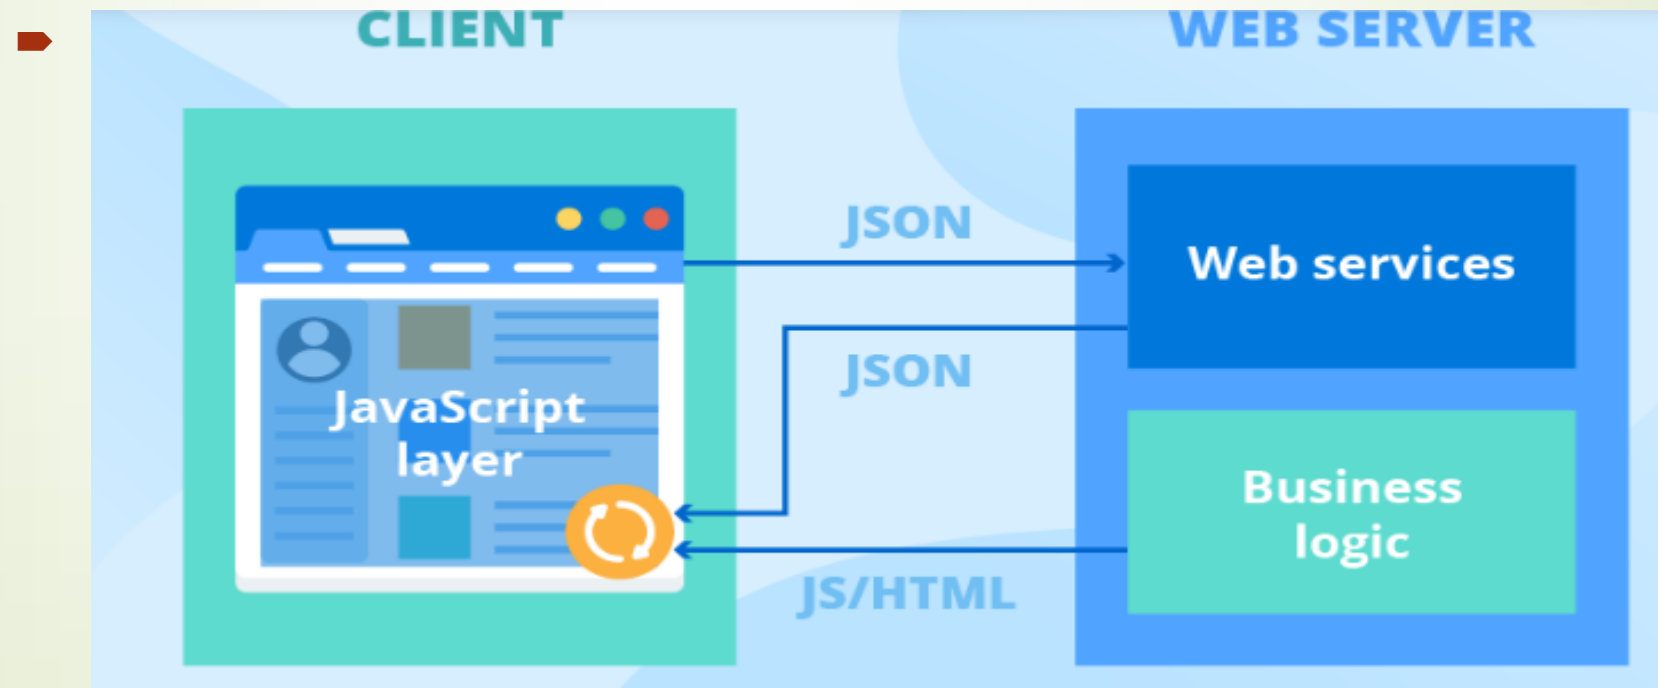 CLIENT
WEB SERVER
JavaScript
layer
JSON
JSON
JS/HTML
Web services
Business
logic